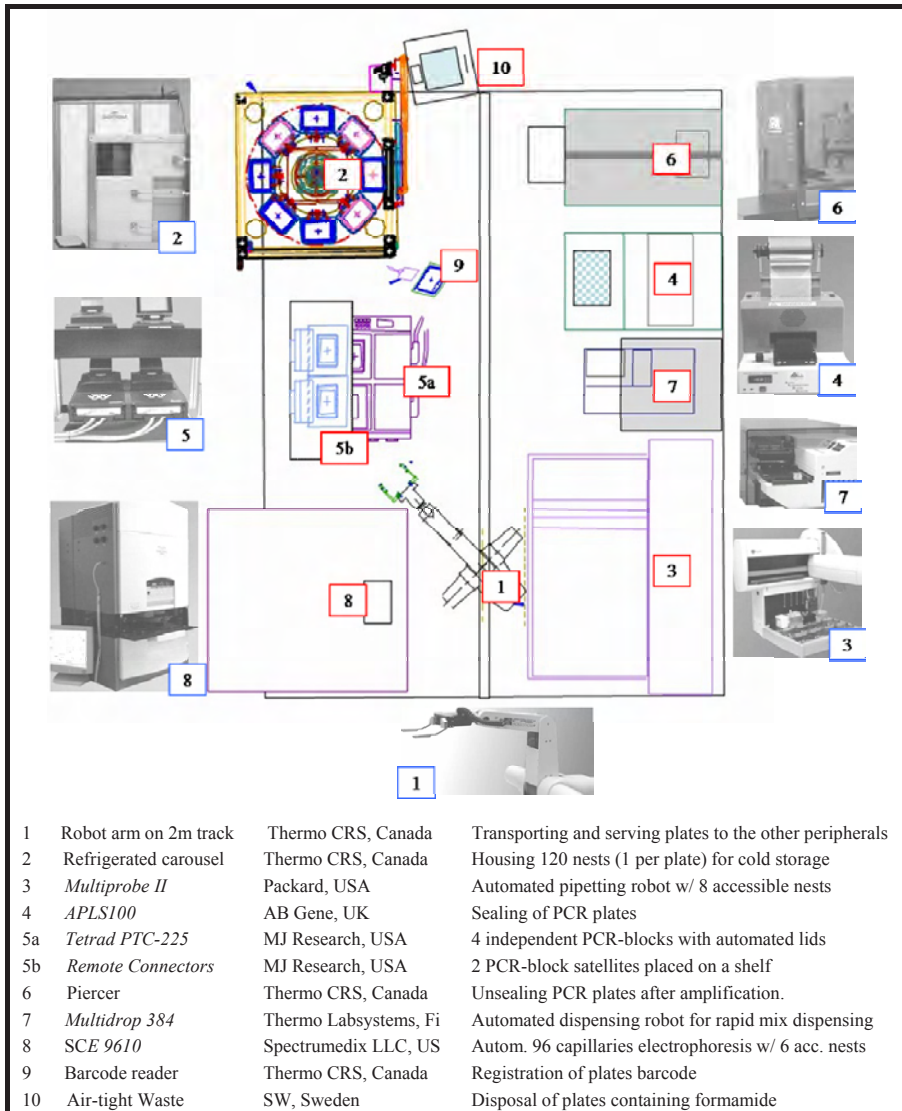 10
2
6
6
2
9
4
5a
7
4
5
5b
7
8
1
3
3
8
1
1 Robot arm on 2m track Thermo CRS, Canada Transporting and serving plates to the other peripherals
2 Refrigerated carousel Thermo CRS, Canada Housing 120 nests (1 per plate) for cold storage
3 Multiprobe II Packard, USA Automated pipetting robot w/ 8 accessible nests
4 APLS100 AB Gene, UK Sealing of PCR plates
5a Tetrad PTC-225 MJ Research, USA 4 independent PCR-blocks with automated lids
5b Remote Connectors MJ Research, USA 2 PCR-block satellites placed on a shelf
6 Piercer Thermo CRS, Canada Unsealing PCR plates after amplification.
7 Multidrop 384 Thermo Labsystems, Fi Automated dispensing robot for rapid mix dispensing
8 SCE 9610 Spectrumedix LLC, US Autom. 96 capillaries electrophoresis w/ 6 acc. nests
9 Barcode reader Thermo CRS, Canada Registration of plates barcode
10 Air-tight Waste SW, Sweden Disposal of plates containing formamide